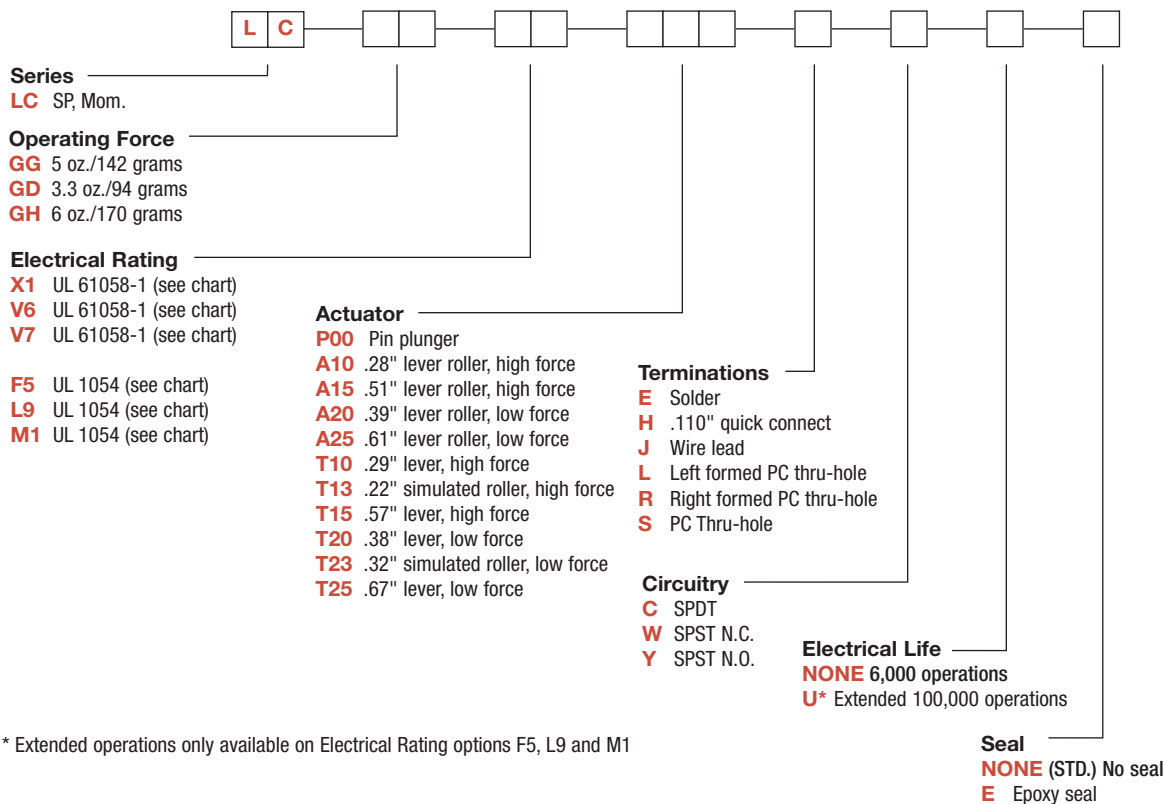 L C
Series
LC SP, Mom.
Operating Force
GG 5 oz./142 grams
GD 3.3 oz./94 grams
GH 6 oz./170 grams
Electrical Rating
X1 UL 61058-1 (see chart)
V6 UL 61058-1 (see chart)
V7 UL 61058-1 (see chart)
F5 UL 1054 (see chart)
L9 UL 1054 (see chart)
M1 UL 1054 (see chart)
Actuator
P00 Pin plunger
A10 .28" lever roller, high force
A15 .51" lever roller, high force
A20 .39" lever roller, low force
A25 .61" lever roller, low force
T10 .29" lever, high force
T13 .22" simulated roller, high force
T15 .57" lever, high force
T20 .38" lever, low force
T23 .32" simulated roller, low force
T25 .67" lever, low force
Terminations
E Solder
H .110" quick connect
J Wire lead
L Left formed PC thru-hole
R Right formed PC thru-hole
S PC Thru-hole
Circuitry
C SPDT
W SPST N.C.
Y SPST N.O.
Electrical Life
NONE 6,000 operations
U* Extended 100,000 operations
* Extended operations only available on Electrical Rating options F5, L9 and M1
Seal
NONE (STD.) No seal
E Epoxy seal